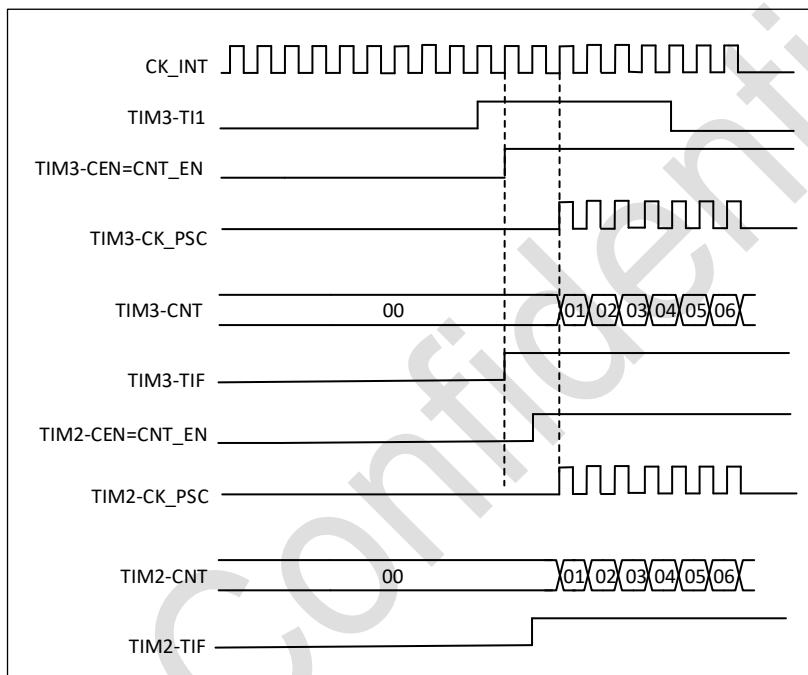 CK_INT
TIM3-TI1
TIM3-CEN=CNT_EN
TIM3-CK_PSC
TIM3-CNT 00 01 02 03 04 05 06
TIM3-TIF
TIM2-CEN=CNT_EN
TIM2-CK_PSC
TIM2-CNT 00 01 02 03 04 05 06
TIM2-TIF
Confidenti